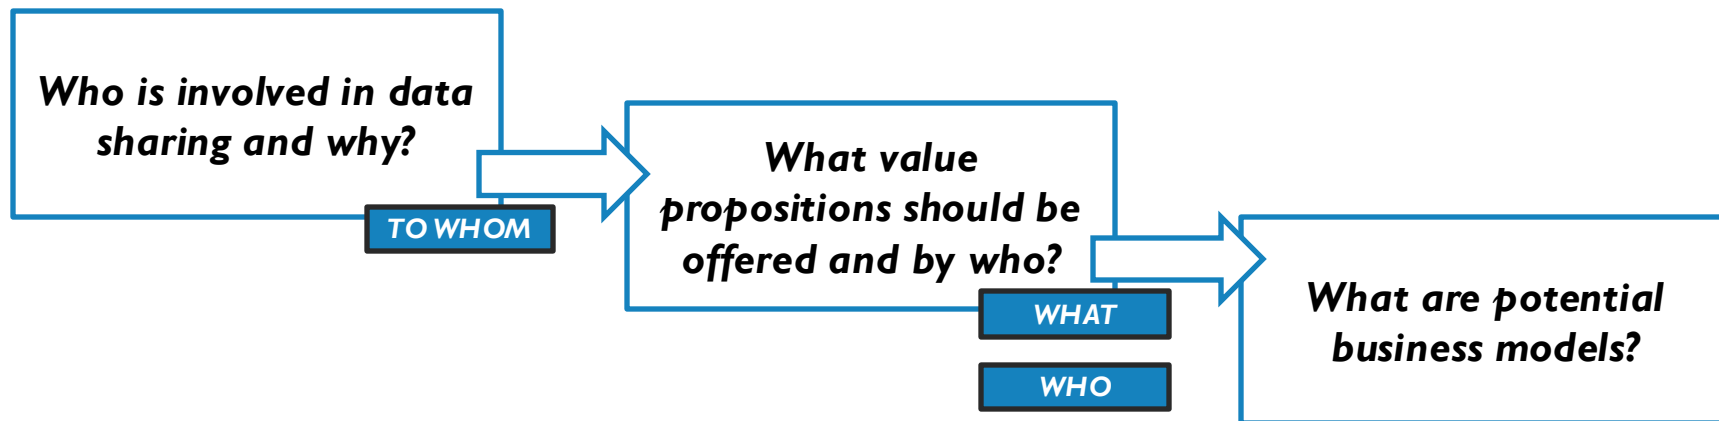 Who is involved in data
sharing and why?
TO WHOM
What value
propositions should be
offered and by who?
WHAT
WHO
What are potential
business models?